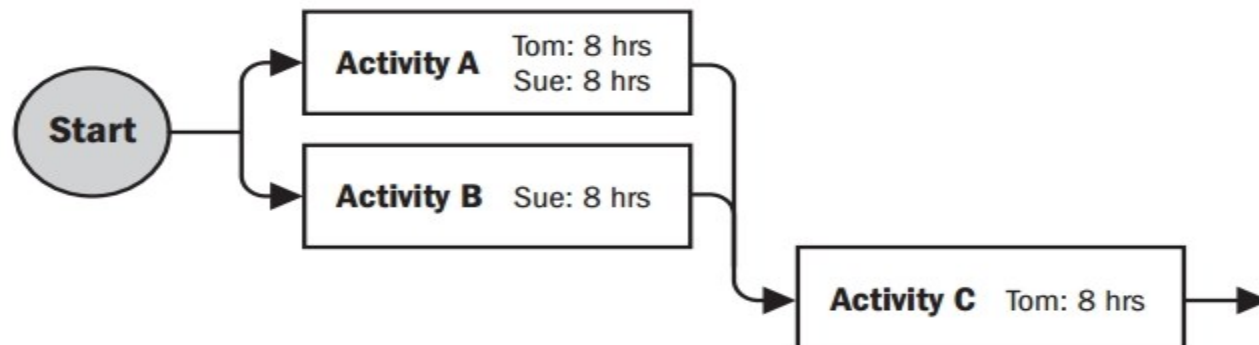 Start
Activity A
Tom: 8 hrs
Sue: 8 hrs
Activity B Sue: 8 hrs
Activity C Tom: 8 hrs